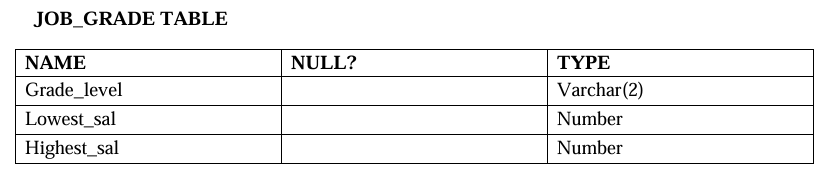 JOB_GRADE TABLE
NAME NULL? TYPE
Grade_level Varchar(2)
Lowest_sal Number
Highest_sal Number